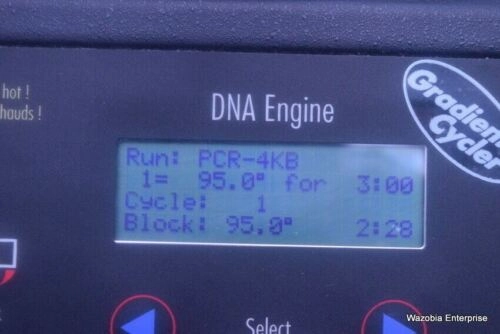 hot !
hauds !
DNA Engine
Gradient
Cycler
Run: PCR-4KB
1= 95.0° for 3:00
Cycle: 1
Block: 95.0° 2:28
Select
Wazobia Enterprise